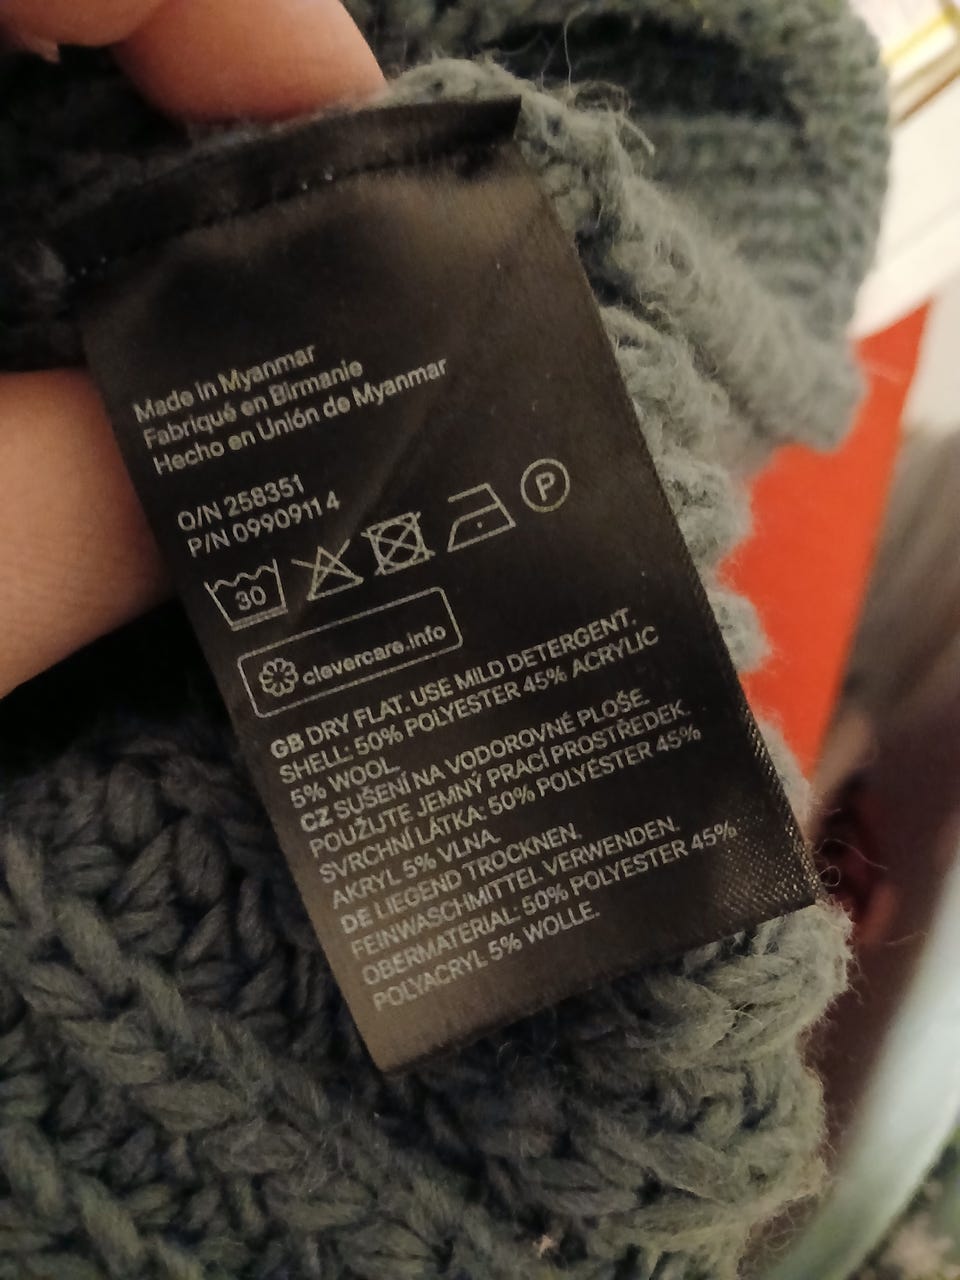 Made in Myanmar
Fabriqué en Birmanie
Hecho en Unión de Myanmar
O/N 258351
P/N 09909114
30 P
clevercare.info
GB DRY FLAT. USE MILD DETERGENT.
SHELL: 50% POLYESTER 45% ACRYLIC
5% WOOL.
CZ SUŠENÍ NA VODOROVNÉ PLOŠE.
POUŽIJTE JEMNÝ PRACÍ PROSTŘEDEK.
SVRCHNÍ LÁTKA: 50% POLYESTER 45%
AKRYL 5% VLNA.
DE LIEGEND TROCKNEN.
FEINWASCHMITTEL VERWENDEN.
OBERMATERIAL: 50% POLYESTER 45%
POLYACRYL 5% WOLLE.